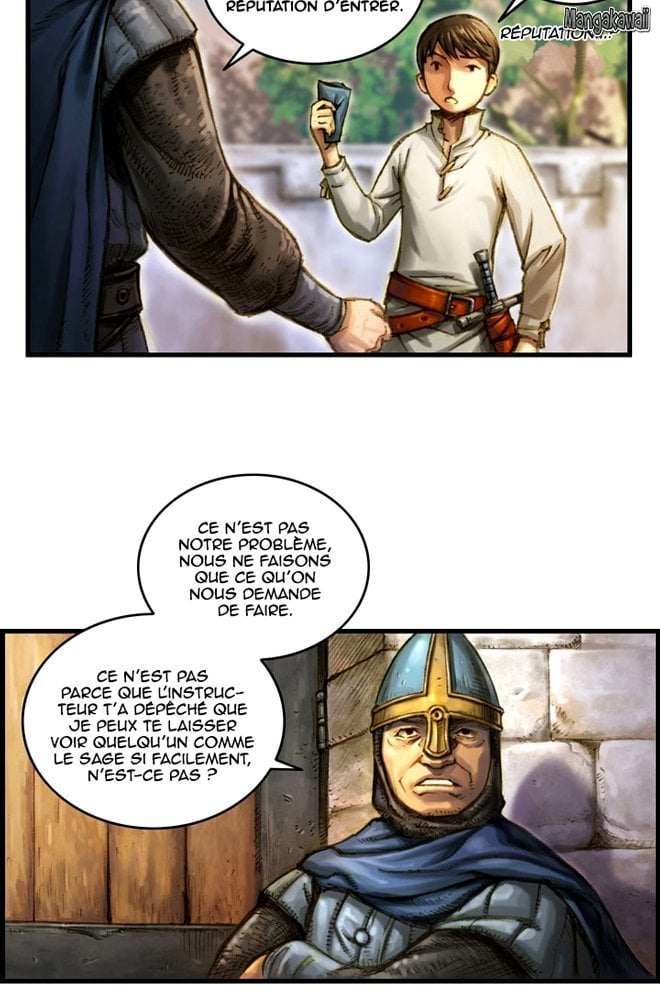 RÉPUTATION D'ENTRER.
Mangakawaii
RÉPUTATION...
CE N'EST PAS
NOTRE PROBLÈME,
NOUS NE FAISONS
QUE CE QU'ON
NOUS DEMANDE
DE FAIRE.
CE N'EST PAS
PARCE QUE L'INSTRUC-
TEUR T'A DÉPÊCHÉ QUE
JE PEUX TE LAISSER
VOIR QUELQU'UN COMME
LE SAGE SI FACILEMENT,
N'EST-CE PAS ?